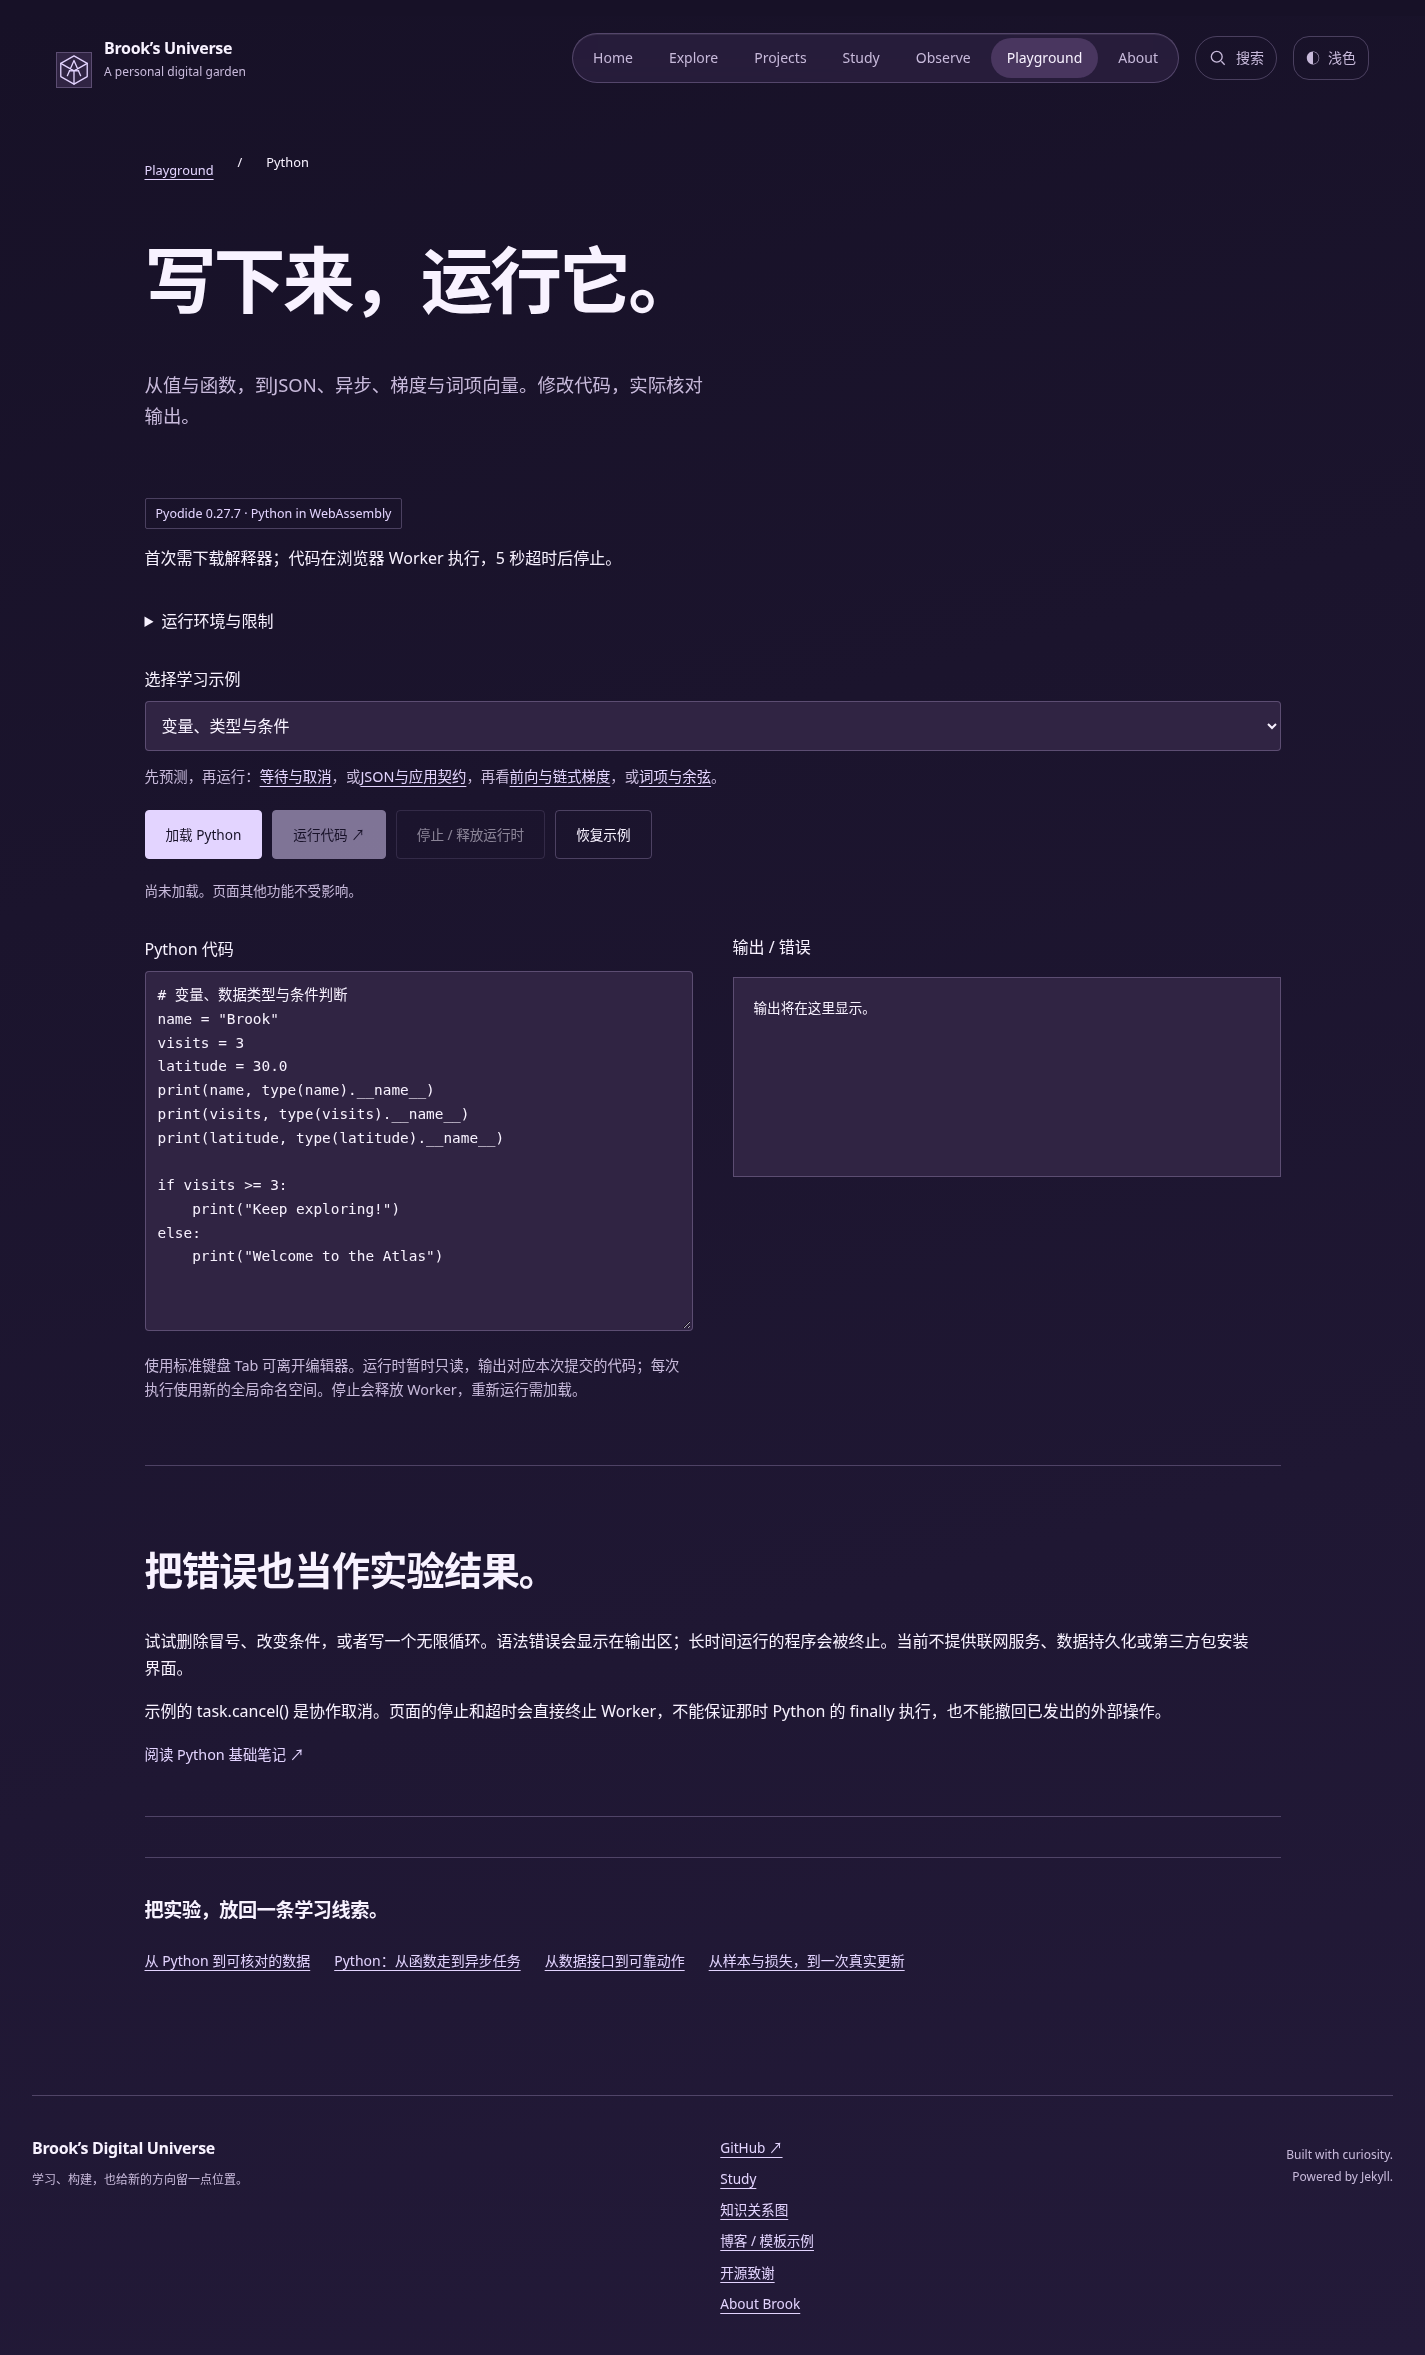 Brook’s Universe
A personal digital garden
Home Explore Projects Study Observe Playground About
搜索
浅色
Playground / Python
写下来，运行它。
从值与函数，到JSON、异步、梯度与词项向量。修改代码，实际核对
输出。
Pyodide 0.27.7 · Python in WebAssembly
首次需下载解释器；代码在浏览器 Worker 执行，5 秒超时后停止。
▶ 运行环境与限制
选择学习示例
变量、类型与条件
先预测，再运行：等待与取消，或JSON与应用契约，再看前向与链式梯度，或词项与余弦。
加载 Python
运行代码 ↗
停止 / 释放运行时
恢复示例
尚未加载。页面其他功能不受影响。
Python 代码
# 变量、数据类型与条件判断
name = "Brook"
visits = 3
latitude = 30.0
print(name, type(name).__name__)
print(visits, type(visits).__name__)
print(latitude, type(latitude).__name__)
if visits >= 3:
    print("Keep exploring!")
else:
    print("Welcome to the Atlas")
使用标准键盘 Tab 可离开编辑器。运行时暂时只读，输出对应本次提交的代码；每次
执行使用新的全局命名空间。停止会释放 Worker，重新运行需加载。
输出 / 错误
输出将在这里显示。
把错误也当作实验结果。
试试删除冒号、改变条件，或者写一个无限循环。语法错误会显示在输出区；长时间运行的程序会被终止。当前不提供联网服务、数据持久化或第三方包安装
界面。
示例的 task.cancel() 是协作取消。页面的停止和超时会直接终止 Worker，不能保证那时 Python 的 finally 执行，也不能撤回已发出的外部操作。
阅读 Python 基础笔记 ↗
把实验，放回一条学习线索。
从 Python 到可核对的数据 Python：从函数走到异步任务 从数据接口到可靠动作 从样本与损失，到一次真实更新
Brook’s Digital Universe
学习、构建，也给新的方向留一点位置。
GitHub ↗
Study
知识关系图
博客 / 模板示例
开源致谢
About Brook
Built with curiosity.
Powered by Jekyll.